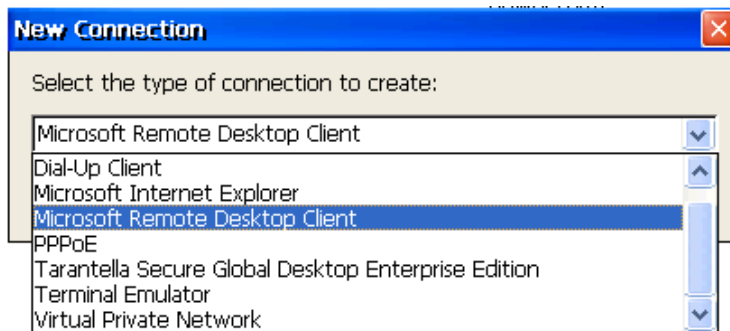 New Connection
Select the type of connection to create:
Microsoft Remote Desktop Client
Dial-Up Client
Microsoft Internet Explorer
Microsoft Remote Desktop Client
PPPoE
Tarantella Secure Global Desktop Enterprise Edition
Terminal Emulator
Virtual Private Network